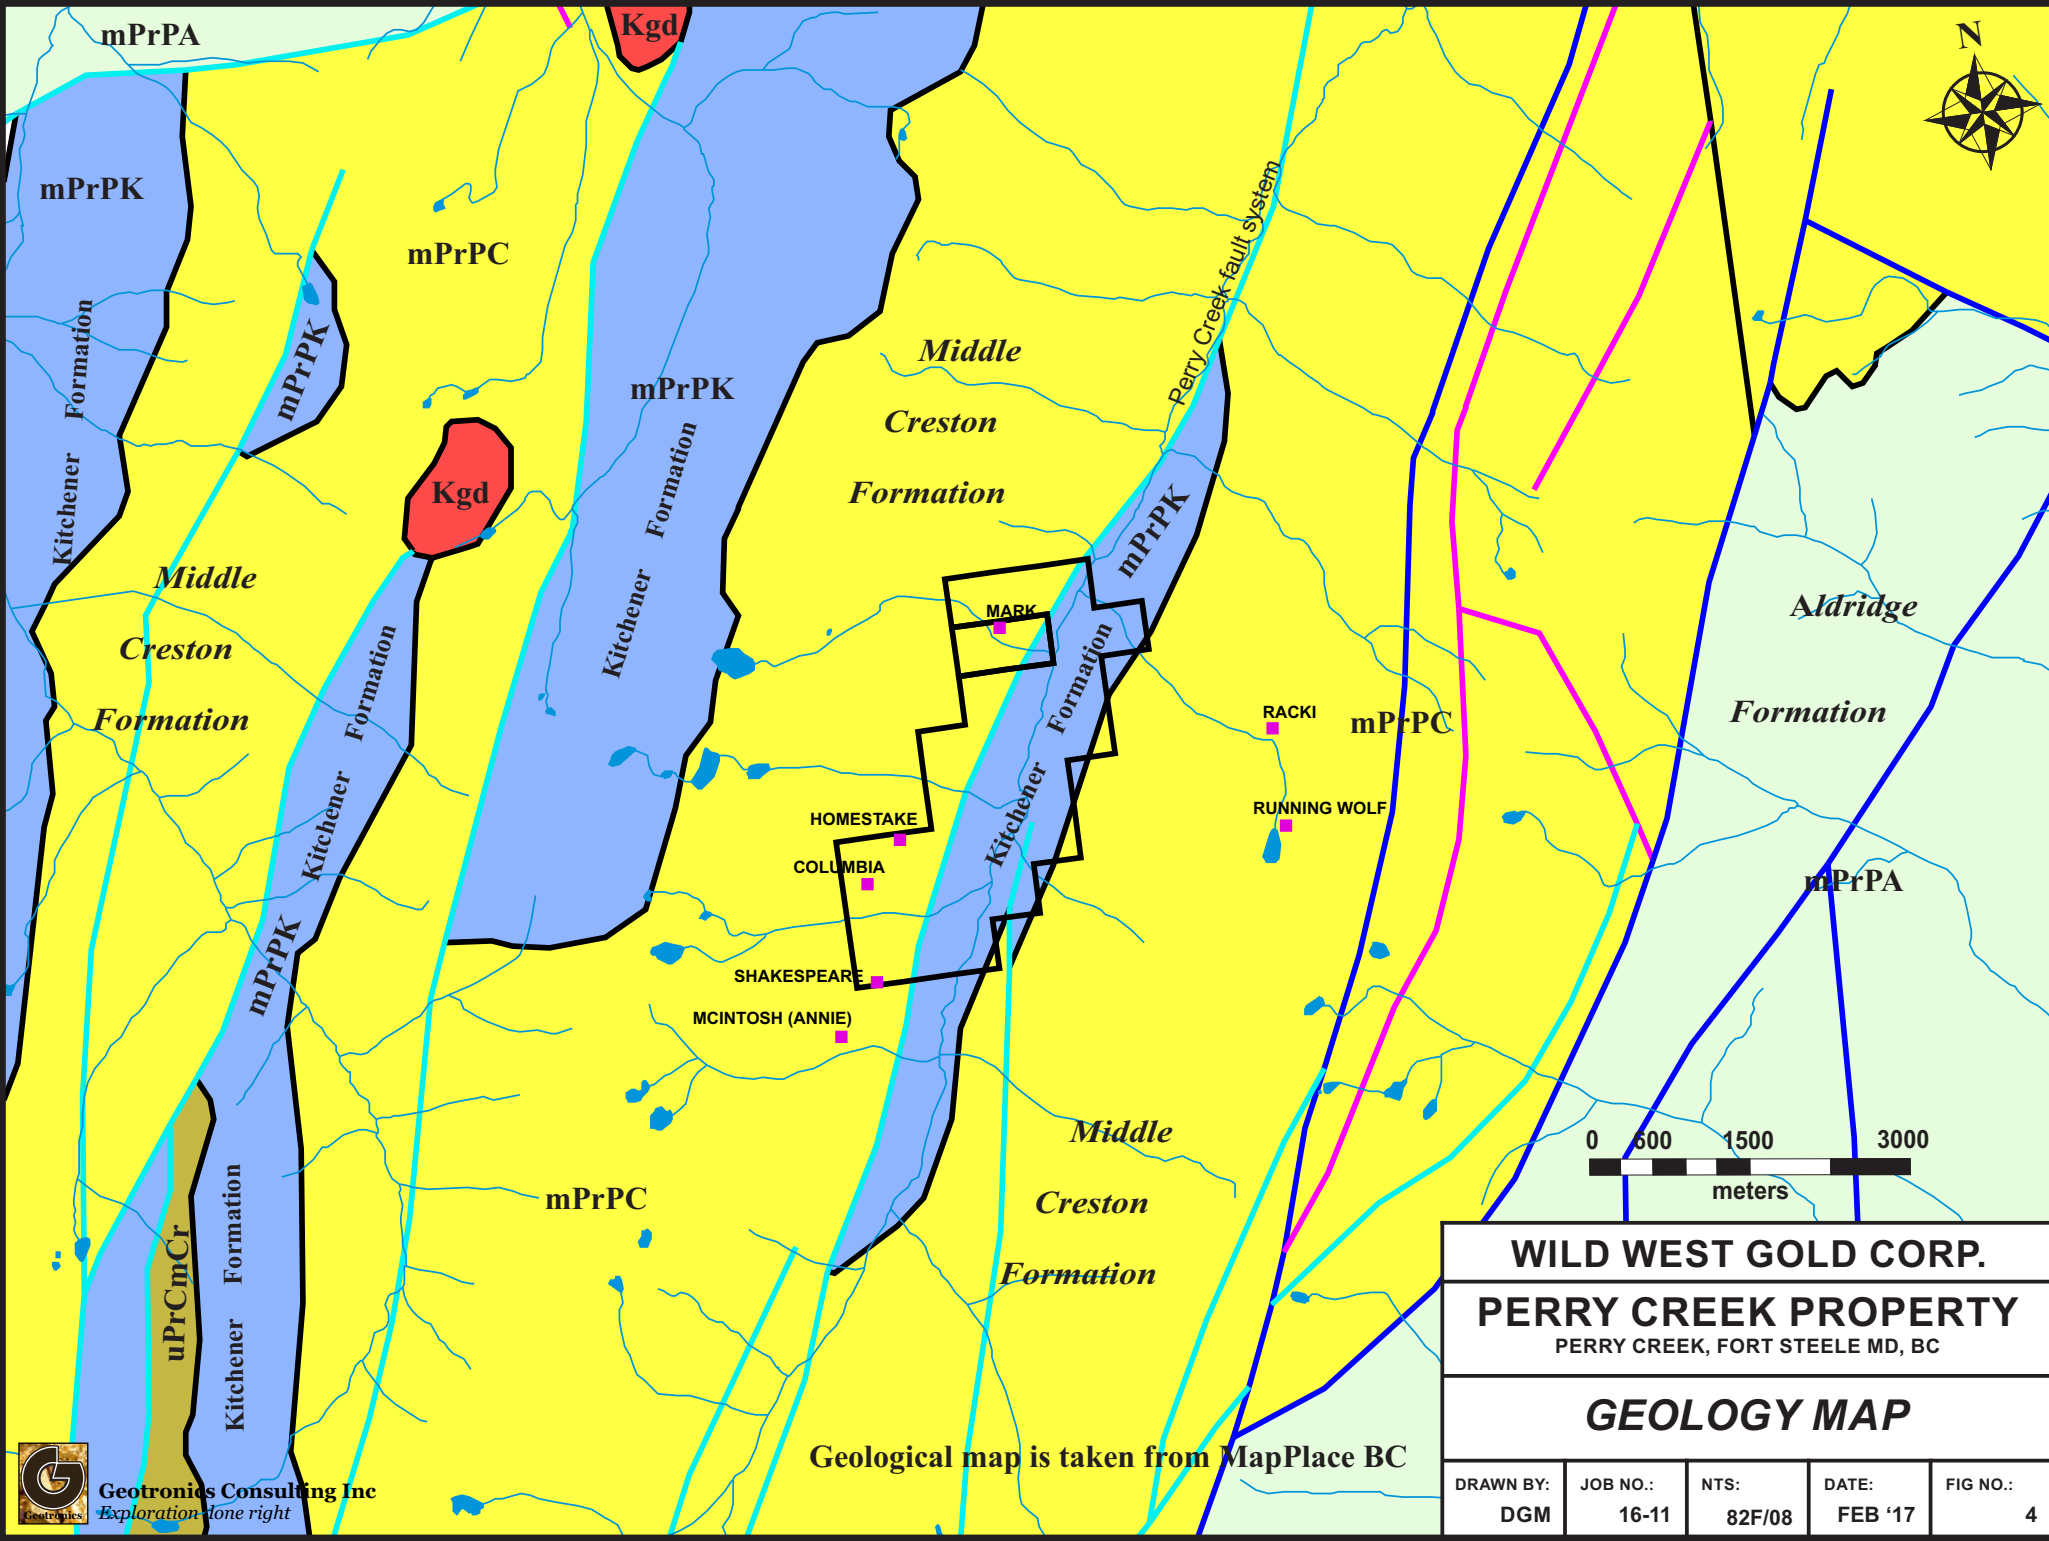 mPrPA
Kgd
N
mPrPK
mPrPC
Perry Creek fault system
Kitchener Formation
mPrPK
mPrPK
Kitchener Formation
Middle
Creston
Formation
Kgd
mPrPK
Middle
Creston
Formation
Kitchener Formation
MARK
Kitchener Formation
Aldridge
Formation
RACKI
mPrPC
RUNNING WOLF
HOMESTAKE
COLUMBIA
mPrPA
mPrPK
SHAKESPEARE
MCINTOSH (ANNIE)
Middle
Creston
Formation
mPrPC
uPrCmCr
Kitchener Formation
0 600 1500 3000
meters
WILD WEST GOLD CORP.
PERRY CREEK PROPERTY
PERRY CREEK, FORT STEELE MD, BC
GEOLOGY MAP
Geological map is taken from MapPlace BC
DRAWN BY: JOB NO.: NTS: DATE: FIG NO.:
DGM 16-11 82F/08 FEB ‘17 4
Geotronics Consulting Inc
Exploration done right
Geotronics